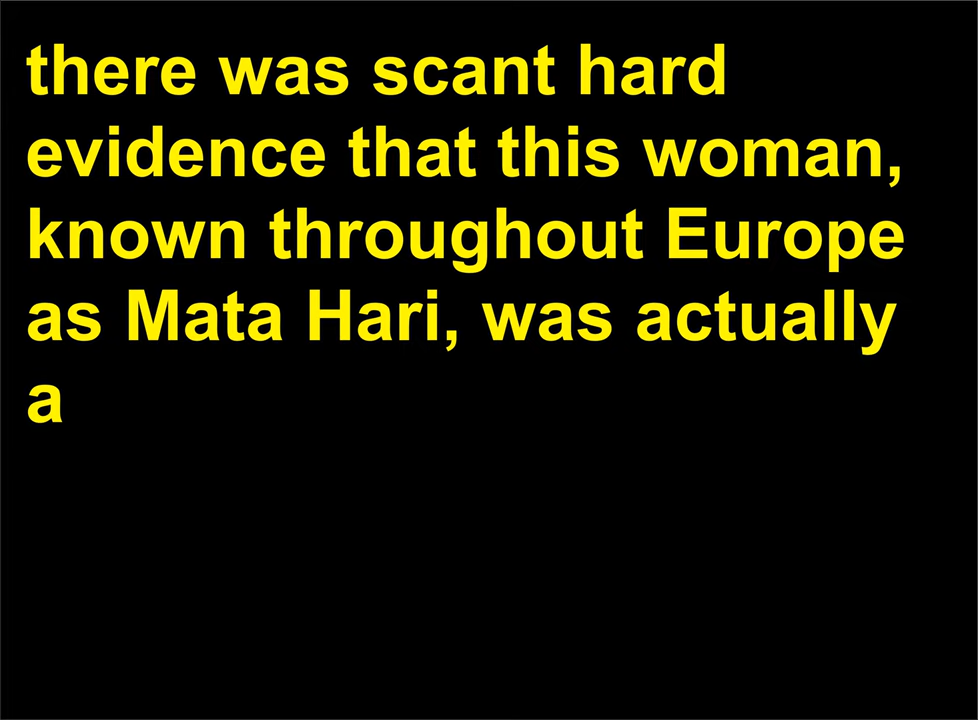 there was scant hard
evidence that this woman,
known throughout Europe
as Mata Hari, was actually
a